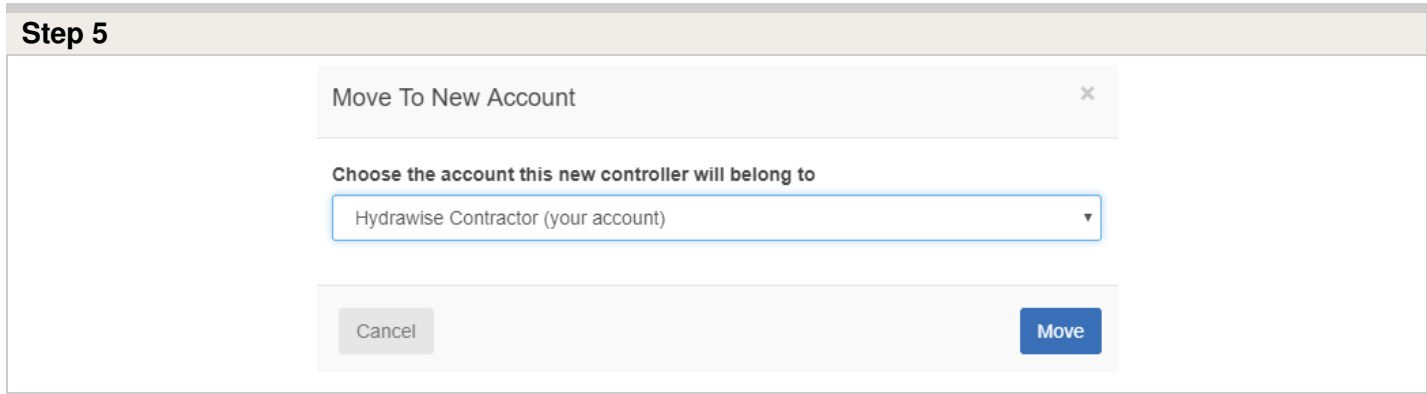 Step 5
Move To New Account ×
Choose the account this new controller will belong to
Hydrawise Contractor (your account)
Cancel Move